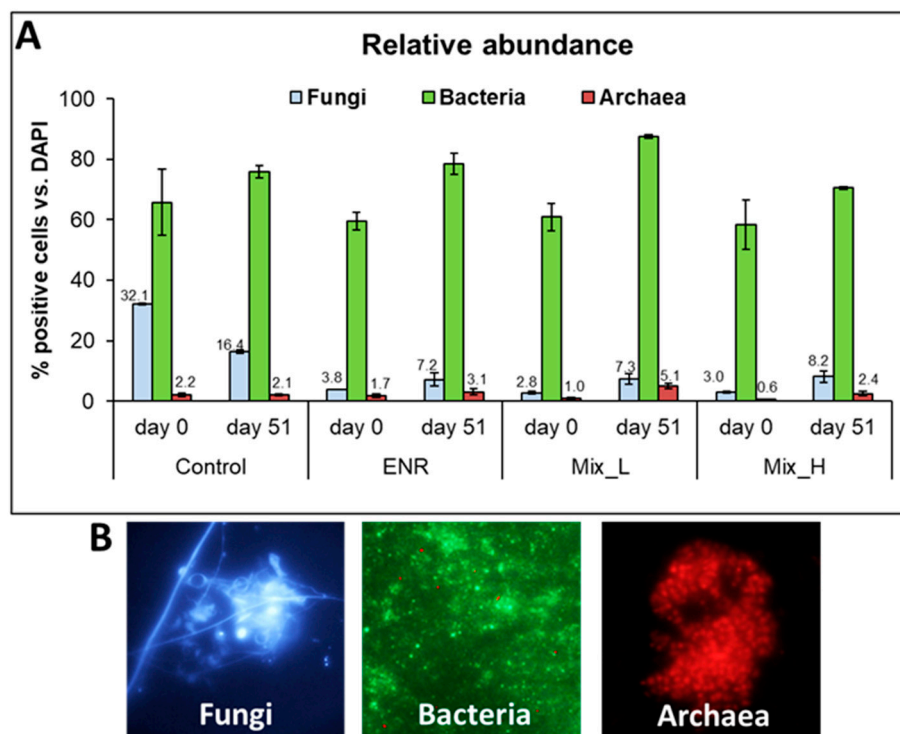 A
Relative abundance
Fungi Bacteria Archaea
% positive cells vs. DAPI
100
80
60
40
20
0
32.1
2.2
16.4
2.1
3.8
1.7
7.2
3.1
2.8
1.0
7.3
5.1
3.0
0.6
8.2
2.4
day 0 day 51 day 0 day 51 day 0 day 51 day 0 day 51
Control ENR Mix_L Mix_H
B
Fungi Bacteria Archaea